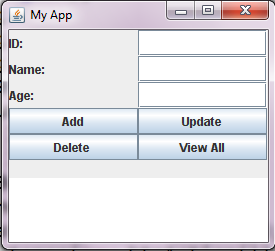 My App
ID:
Name:
Age:
Add Update
Delete View All